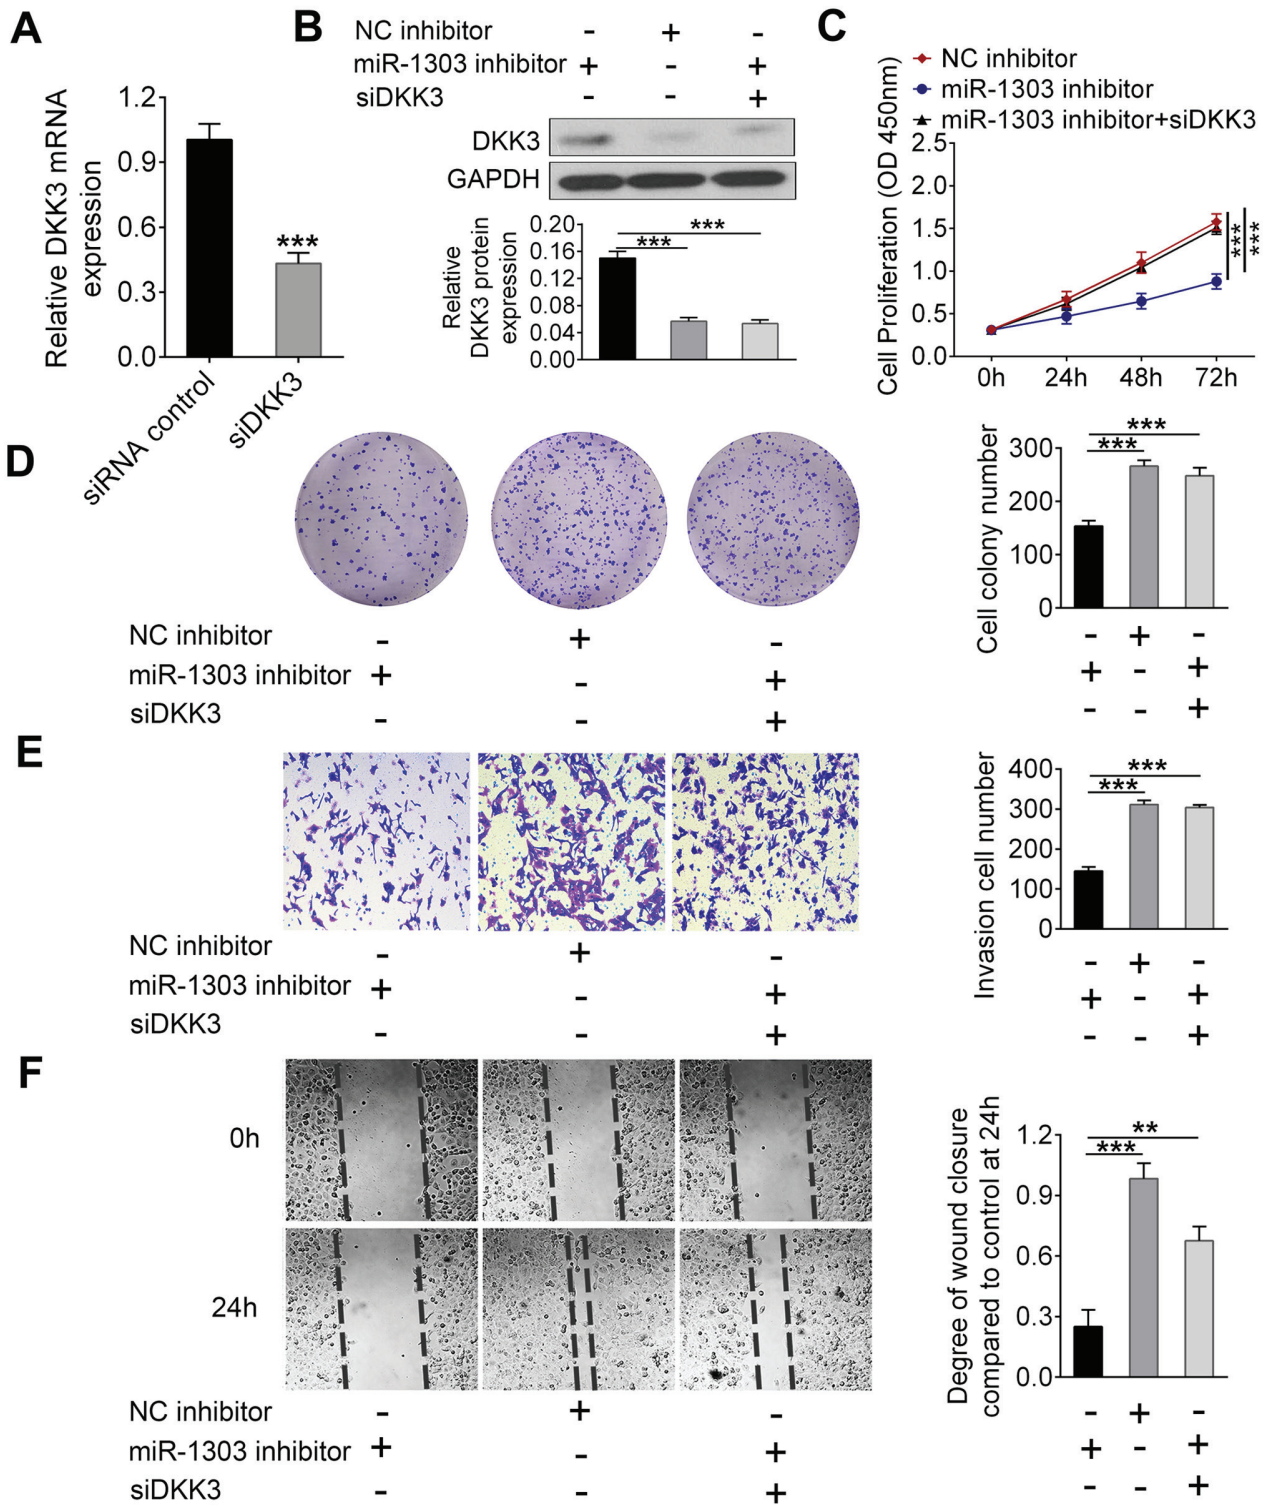 A
Relative DKK3 mRNA
expression
1.2
0.9
0.6
0.3
0.0
***
siRNA control
siDKK3
B
NC inhibitor - + -
miR-1303 inhibitor + - +
siDKK3 - - +
DKK3
GAPDH
Relative
DKK3 protein
expression
0.20
0.16
0.12
0.08
0.04
0.00
***
***
C
NC inhibitor
miR-1303 inhibitor
miR-1303 inhibitor+siDKK3
Cell Proliferation (OD 450nm)
2.5
2.0
1.5
1.0
0.5
0.0
0h 24h 48h 72h
***
***
D
NC inhibitor - + -
miR-1303 inhibitor + - +
siDKK3 - - +
Cell colony number
300
200
100
0
***
***
- + -
+ - +
- - +
E
NC inhibitor - + -
miR-1303 inhibitor + - +
siDKK3 - - +
Invasion cell number
400
300
200
100
0
***
***
- + -
+ - +
- - +
F
0h
24h
NC inhibitor - + -
miR-1303 inhibitor + - +
siDKK3 - - +
Degree of wound closure
compared to control at 24h
1.2
0.9
0.6
0.3
0.0
**
***
- + -
+ - +
- - +